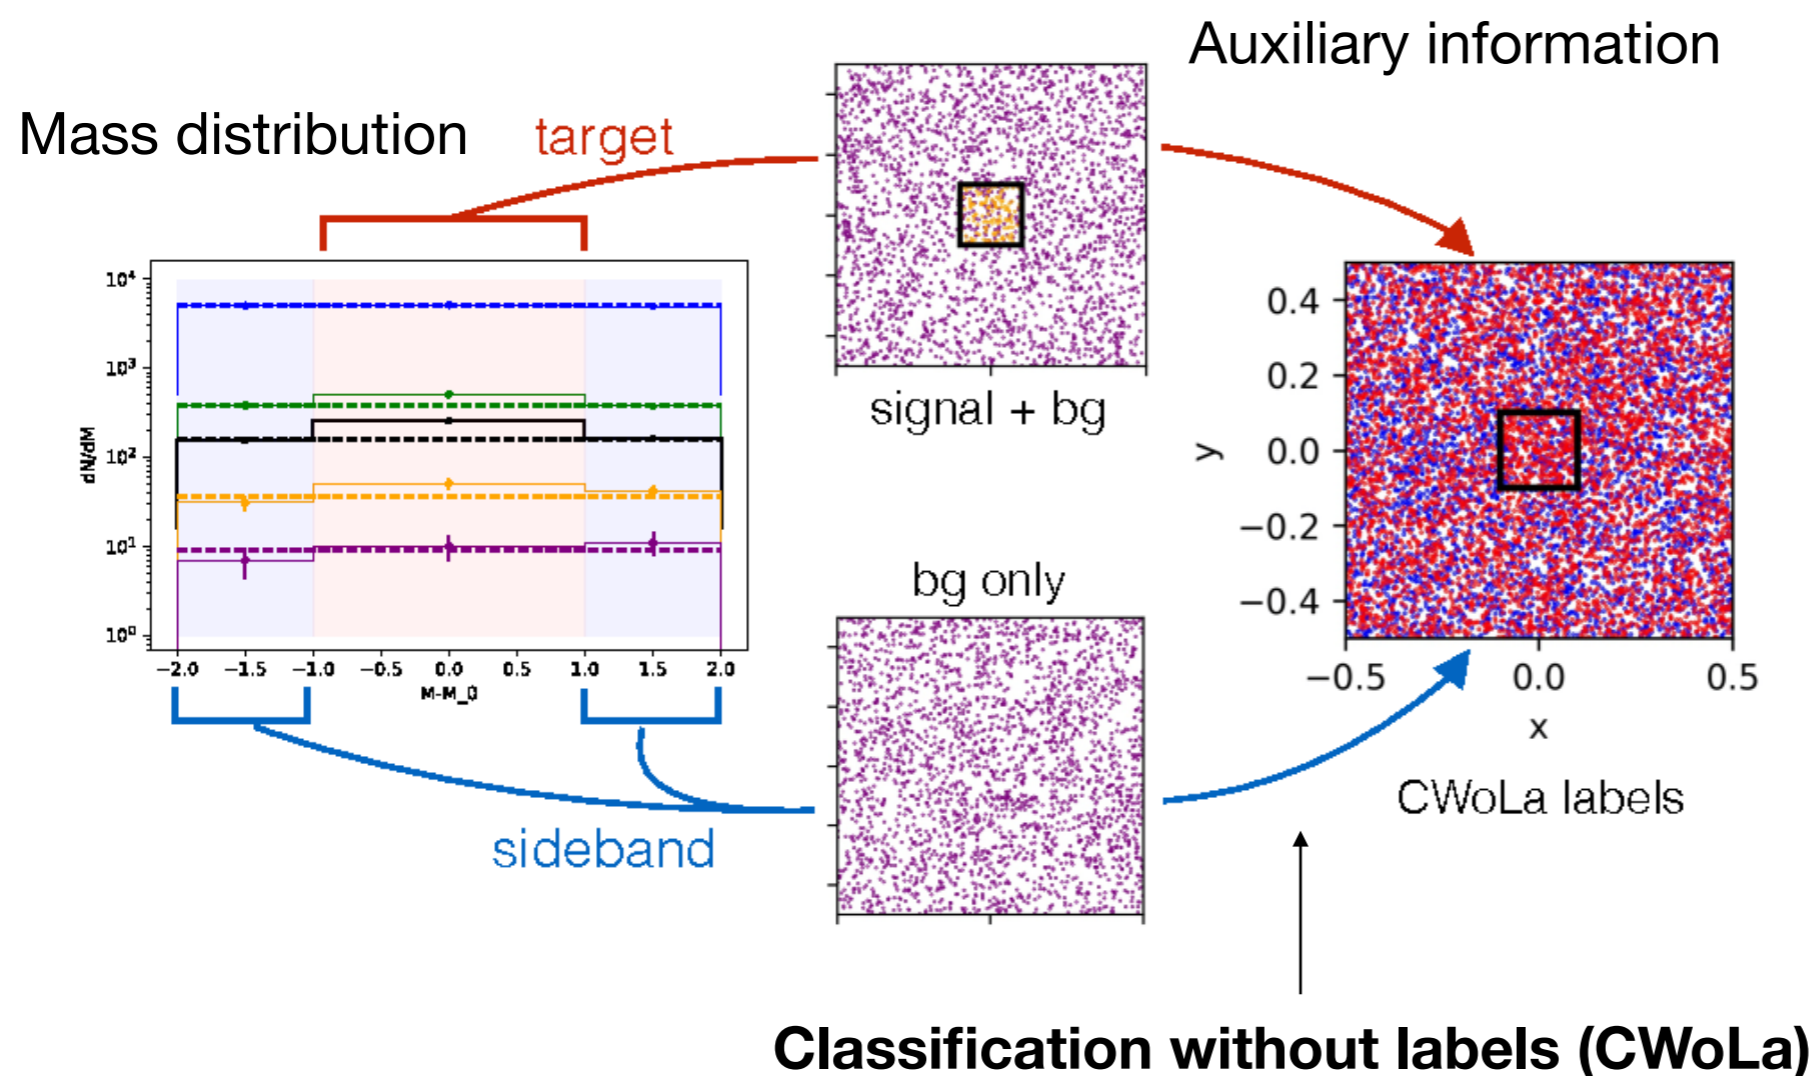 Auxiliary information
Mass distribution
target
10⁴
10³
10²
10¹
10⁰
dN/dM
−2.0 −1.5 −1.0 −0.5 0.0 0.5 1.0 1.5 2.0
M-M_0
signal + bg
bg only
sideband
0.4
0.2
0.0
−0.2
−0.4
y
−0.5 0.0 0.5
x
CWoLa labels
Classification without labels (CWoLa)